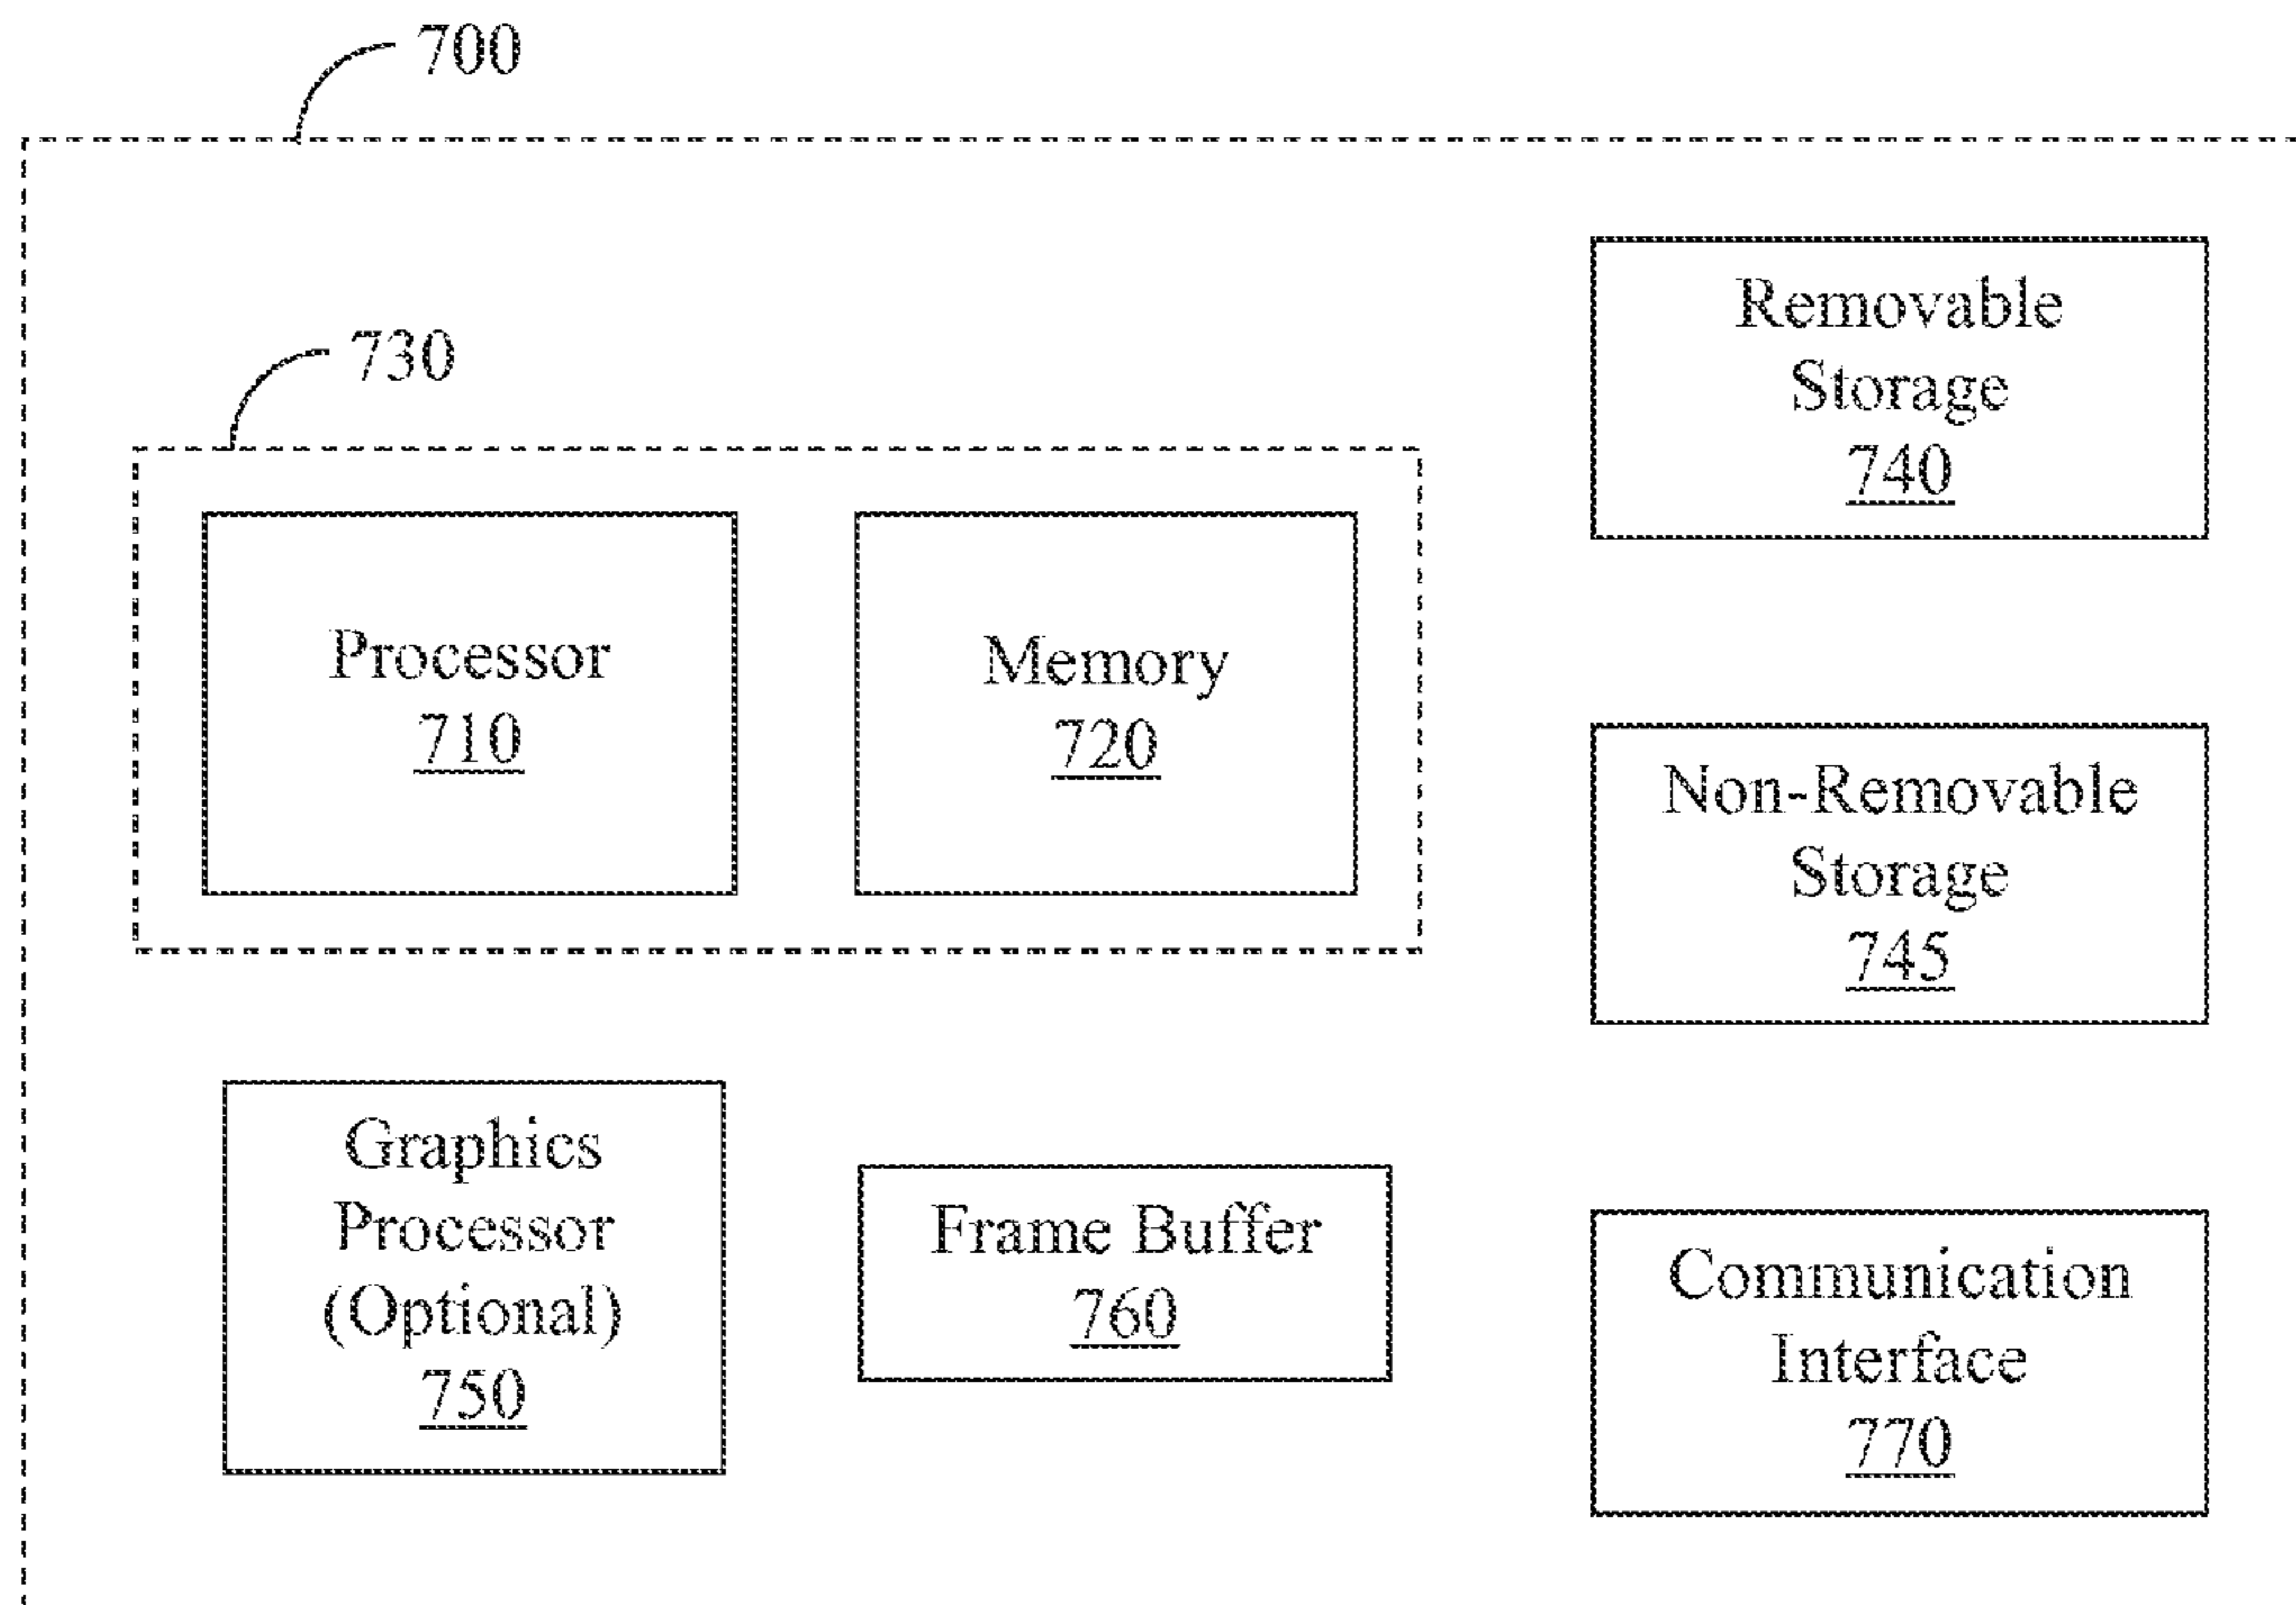 700
730
Removable
Storage
740
Processor
710
Memory
720
Non-Removable
Storage
745
Graphics
Processor
(Optional)
750
Frame Buffer
760
Communication
Interface
770